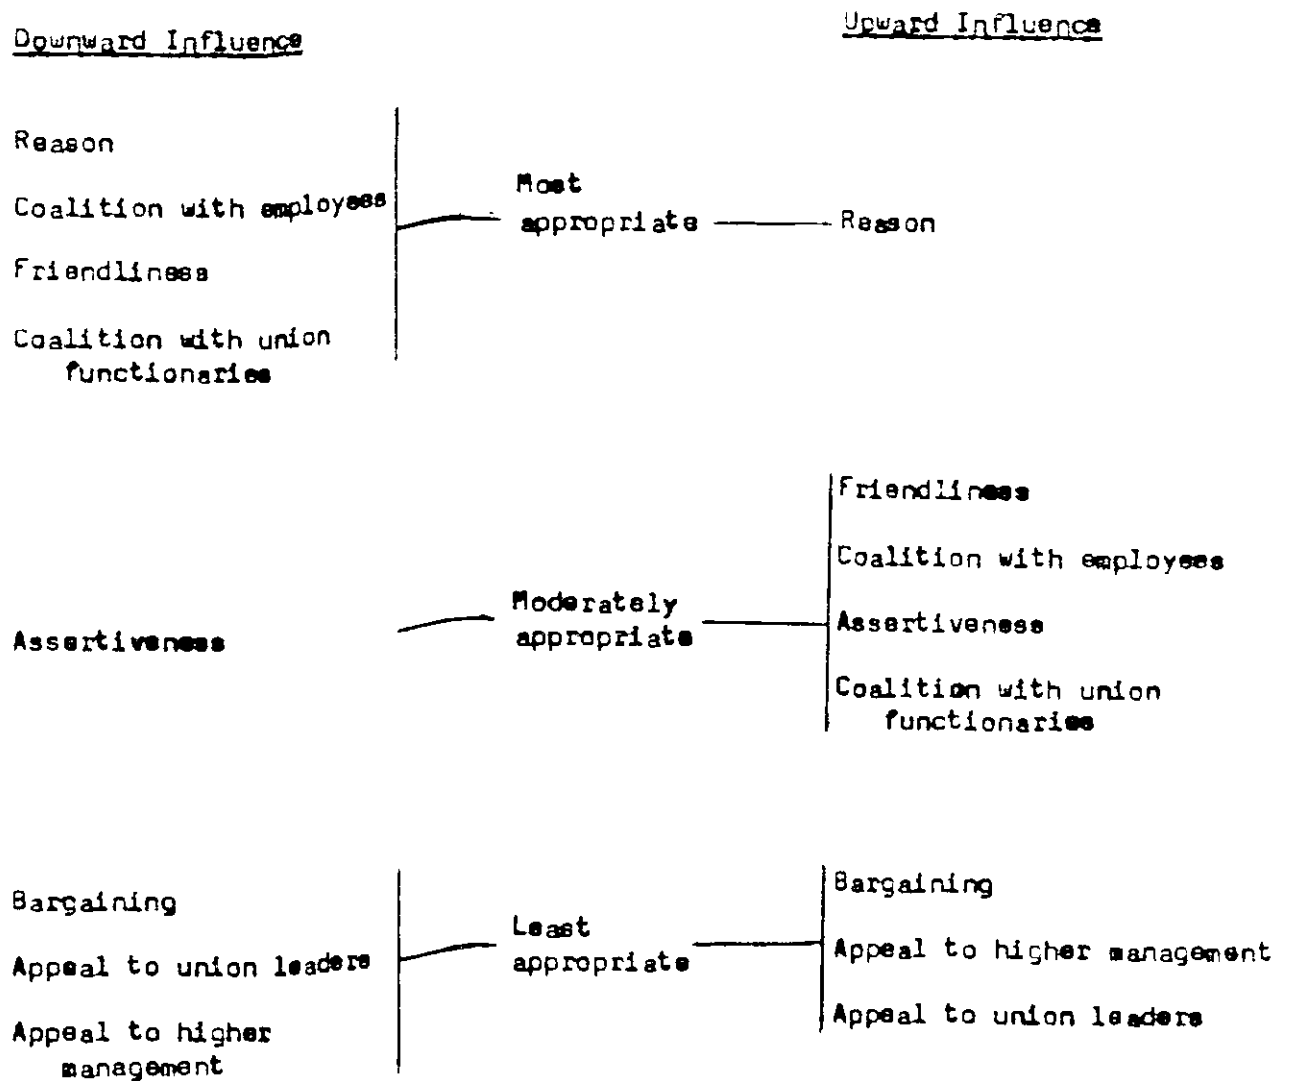 Downward Influence
Upward Influence
Reason
Coalition with employees
Friendliness
Coalition with union
functionaries
Most
appropriate
Reason
Assertiveness
Moderately
appropriate
Friendliness
Coalition with employees
Assertiveness
Coalition with union
functionaries
Bargaining
Appeal to union leaders
Appeal to higher
management
Least
appropriate
Bargaining
Appeal to higher management
Appeal to union leaders